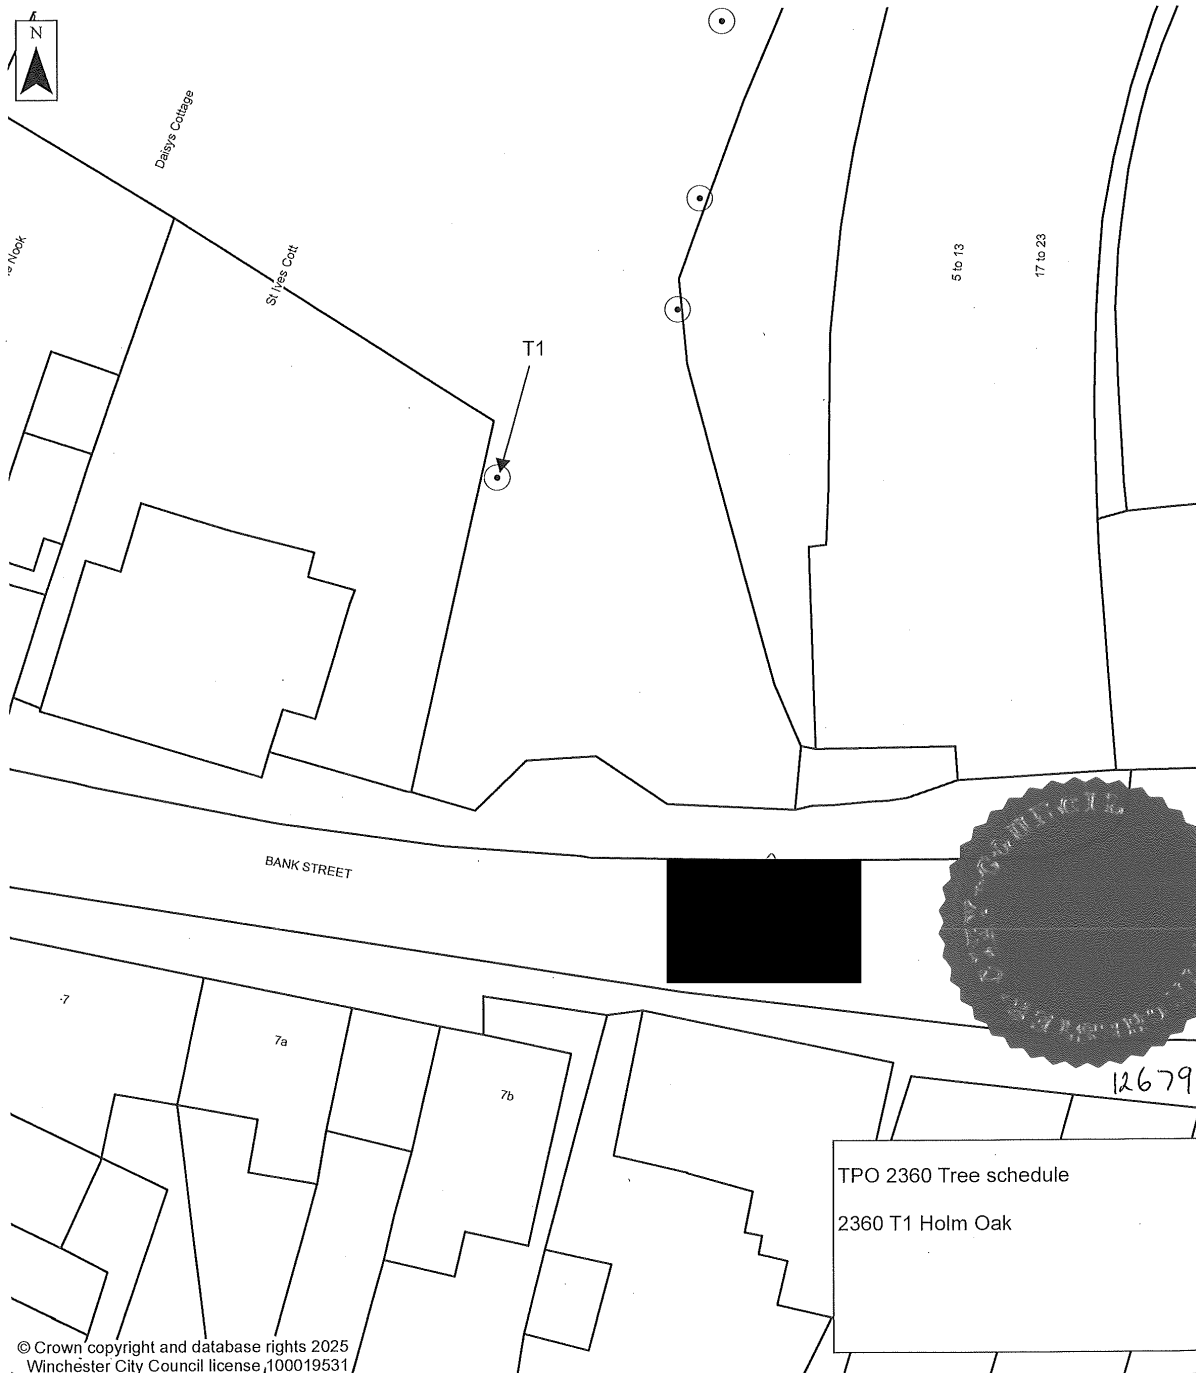 N
Daisys Cottage
Nook
St Ives Cott
5 to 13
17 to 23
T1
BANK STREET
7
7a
7b
12679
TPO 2360 Tree schedule
2360 T1 Holm Oak
© Crown copyright and database rights 2025
Winchester City Council license 100019531